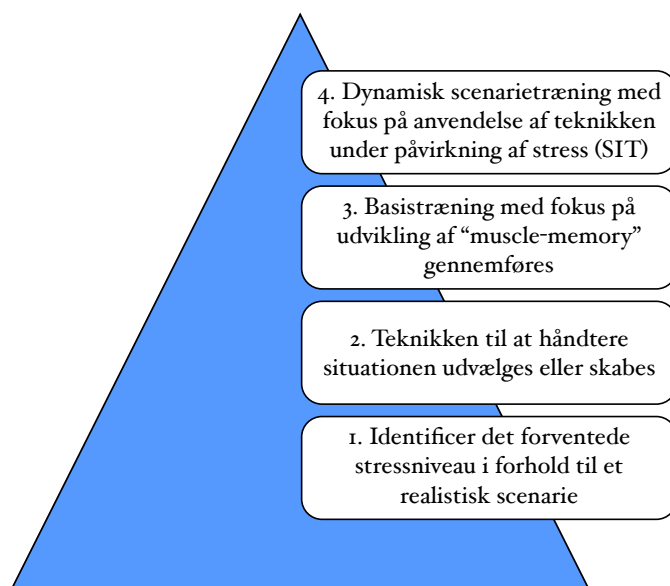 4. Dynamisk scenarietræning med
fokus på anvendelse af teknikken
under påvirkning af stress (SIT)
3. Basistræning med fokus på
udvikling af “muscle-memory”
gennemføres
2. Teknikken til at håndtere
situationen udvælges eller skabes
1. Identificer det forventede
stressniveau i forhold til et
realistisk scenarie